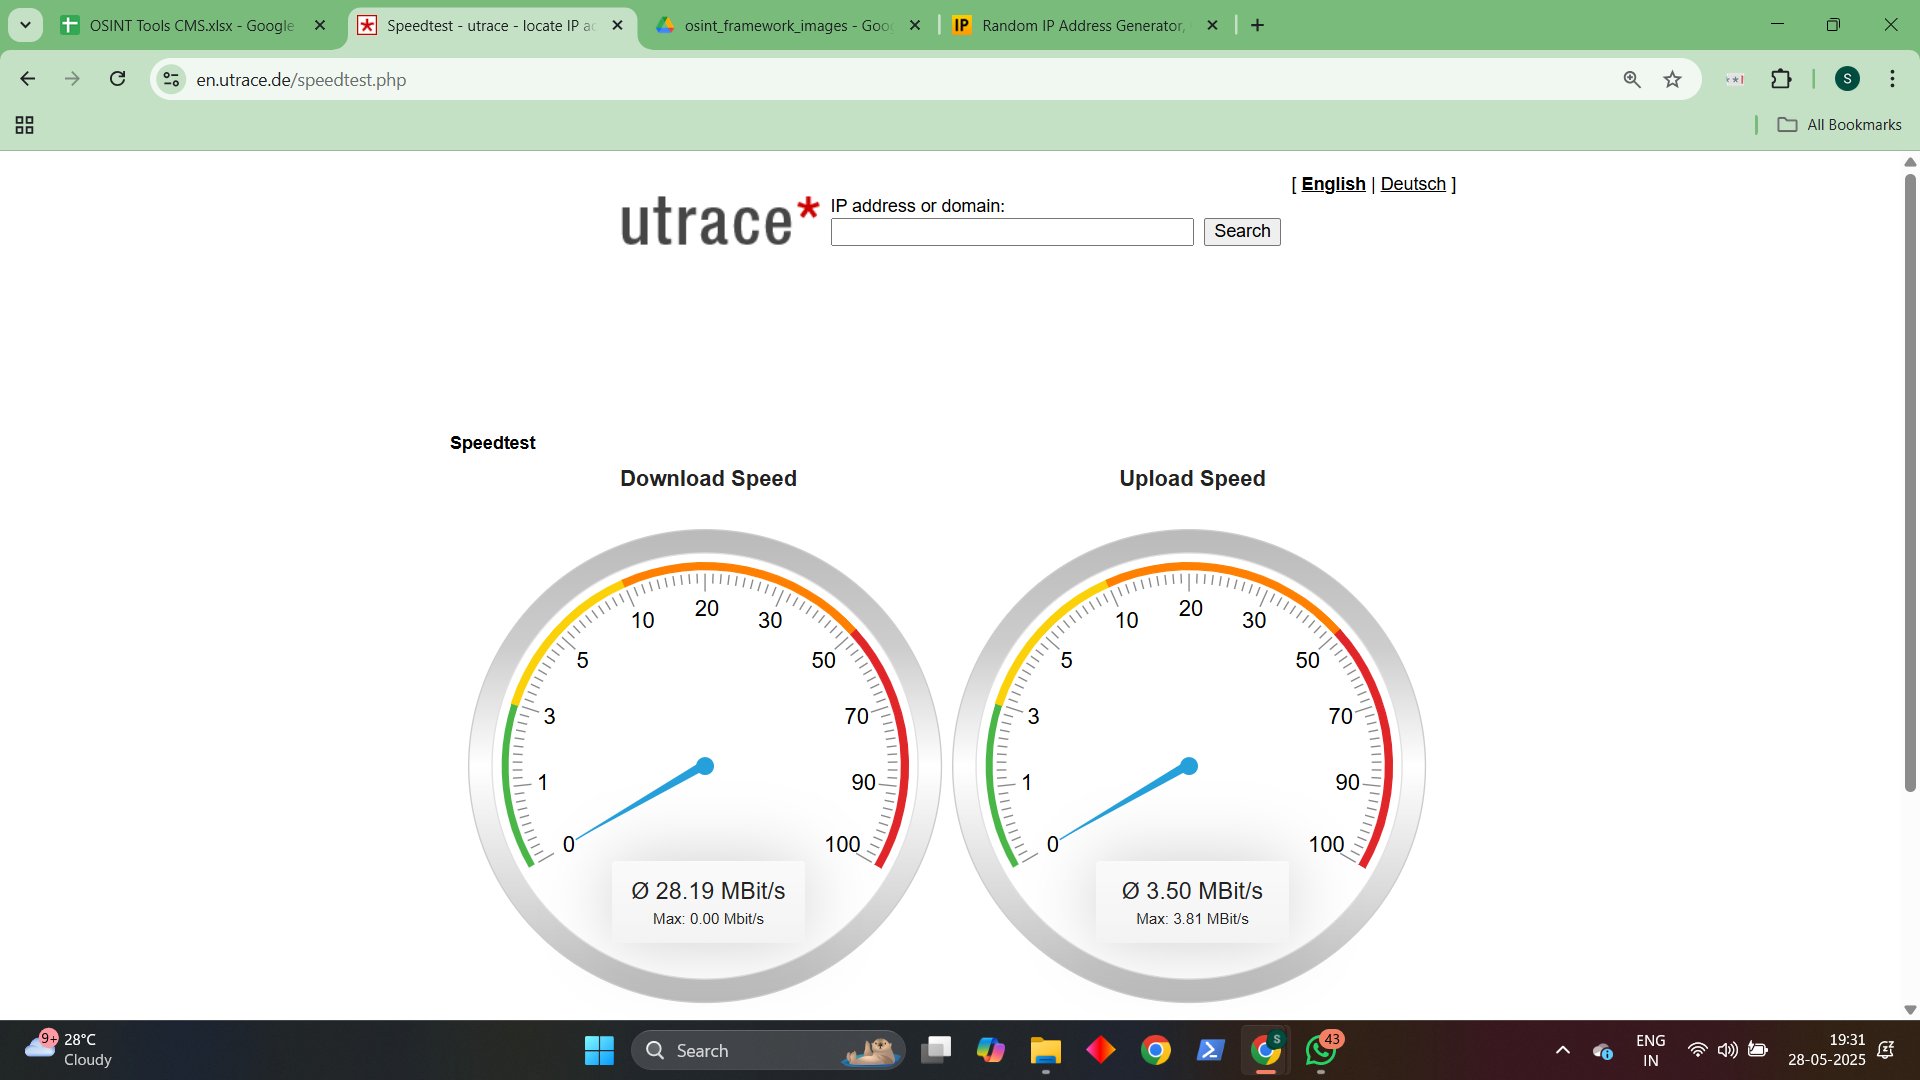 OSINT Tools CMS.xlsx - Google
Speedtest - utrace - locate IP ac
osint_framework_images - Goog
IP
Random IP Address Generator,
en.utrace.de/speedtest.php
S
All Bookmarks
[ English | Deutsch ]
utrace*
IP address or domain:
Search
Speedtest
Download Speed
Upload Speed
0
1
3
5
10
20
30
50
70
90
100
Ø 28.19 MBit/s
Max: 0.00 Mbit/s
0
1
3
5
10
20
30
50
70
90
100
Ø 3.50 MBit/s
Max: 3.81 MBit/s
9+
28°C
Cloudy
Search
S
43
ENG
IN
19:31
28-05-2025